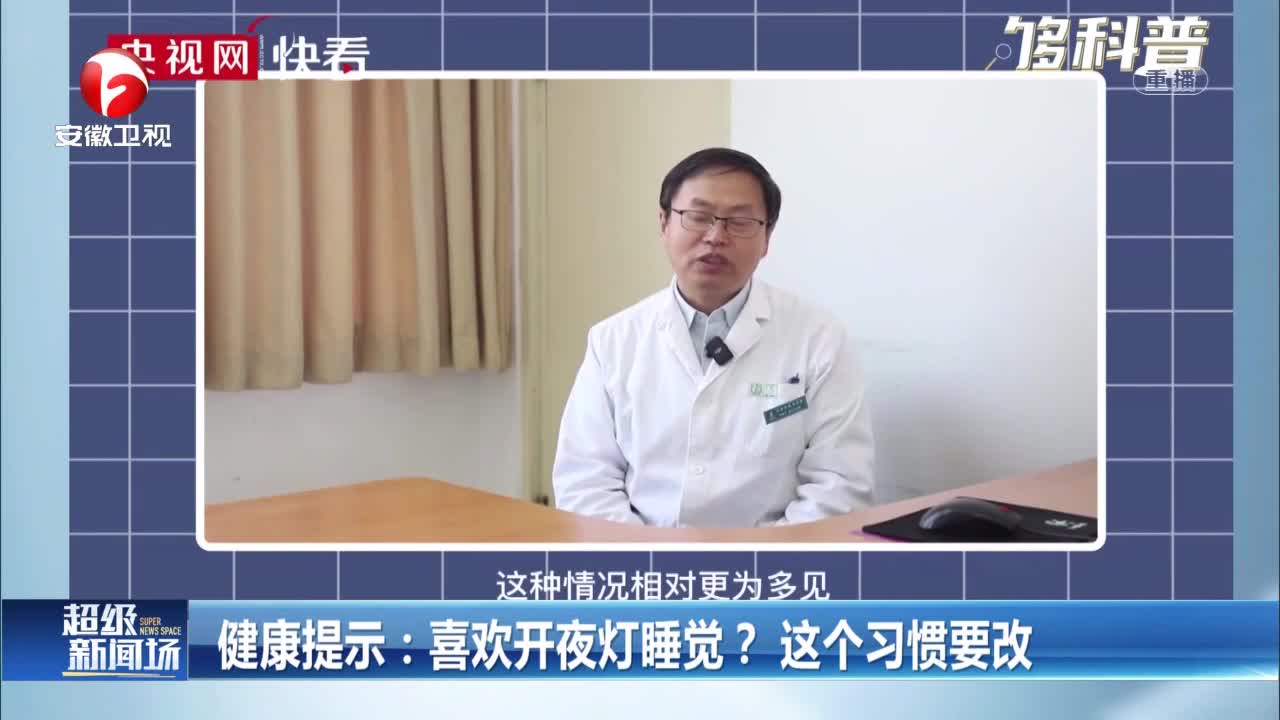 央视网 快看
够科普
重播
安徽卫视
这种情况相对更为多见
超级新闻场
SUPER
NEWS SPACE
健康提示：喜欢开夜灯睡觉？这个习惯要改